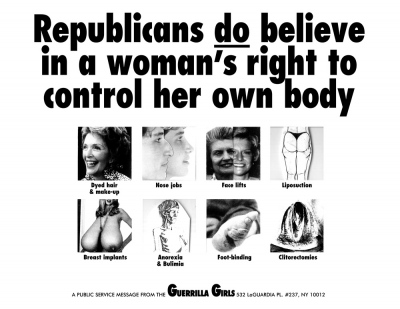 Republicans do believe
in a woman's right to
control her own body
Dyed hair
& make-up
Nose jobs
Face lifts
Liposuction
Breast implants
Anorexia
& Bulimia
Foot-binding
Clitorectomies
A PUBLIC SERVICE MESSAGE FROM THE GUERRILLA GIRLS 532 LaGUARDIA PL. #237, NY 10012